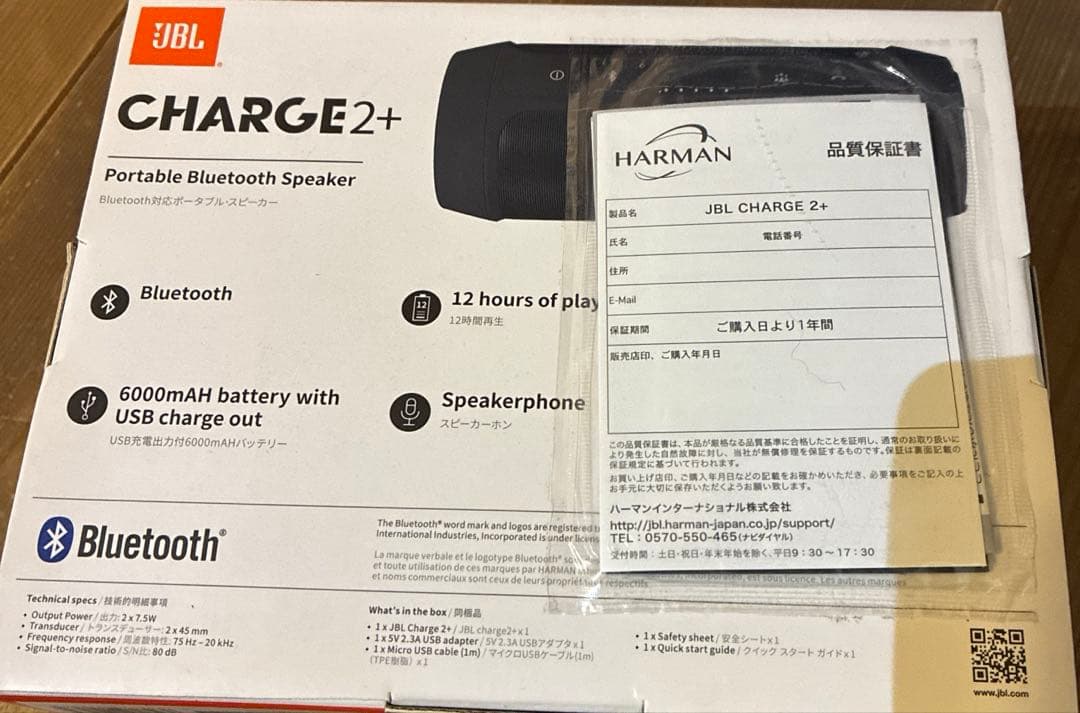 JBL
CHARGE2+
Portable Bluetooth Speaker
Bluetooth対応ポータブル・スピーカー
Bluetooth
12
12 hours of play
12時間再生
6000mAH battery with
USB charge out
USB充電出力付6000mAHバッテリー
Speakerphone
スピーカーホン
HARMAN
品質保証書
製品名 JBL CHARGE 2+
氏名 電話番号
住所
E-Mail
保証期間 ご購入日より1年間
販売店印、ご購入年月日
この品質保証書は、本品が厳格なる品質基準に合格したことを証明し、通常のお取り扱いに
より発生した自然故障に対し、当社が無償修理を保証するものです。保証は裏面記載の
保証規定に基づいて行われます。
お買い上げ店印、ご購入年月日などの記載をお確かめいただき、必要事項をご記入の上
お手元に大切に保存いただくようお願い致します。
ハーマンインターナショナル株式会社
http://jbl.harman-japan.co.jp/support/
TEL：0570-550-465(ナビダイヤル)
受付時間：土日・祝日・年末年始を除く、平日9：30～17：30
Bluetooth®
The Bluetooth® word mark and logos are registered
International Industries, Incorporated is under licens
La marque verbale et le logotype Bluetooth® so
et toute utilisation de ces marques par HARMAN
et noms commerciaux sont ceux de leurs propriét
respectifs.
est sous licence. Les autres marques
Technical specs / 技術的明細事項
• Output Power / 出力: 2 x 7.5W
• Transducer / トランスデューサー: 2 x 45 mm
• Frequency response / 周波数特性: 75 Hz – 20 kHz
• Signal-to-noise ratio / S/N比: 80 dB
What's in the box / 同梱品
• 1 x JBL Charge 2+ / JBL charge2+ x 1
• 1 x 5V 2.3A USB adapter / 5V 2.3A USBアダプタ x 1
• 1 x Micro USB cable (1m) / マイクロUSBケーブル(1m)
(TPE樹脂) x 1
• 1 x Safety sheet / 安全シート x 1
• 1 x Quick start guide / クイック スタート ガイド x 1
www.jbl.com